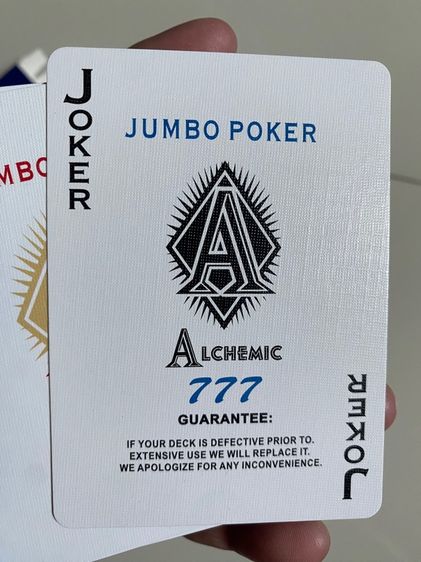 JOKER
JUMBO POKER
A
ALCHEMIC
777
GUARANTEE:
IF YOUR DECK IS DEFECTIVE PRIOR TO.
EXTENSIVE USE WE WILL REPLACE IT.
WE APOLOGIZE FOR ANY INCONVENIENCE.
JOKER
MBO